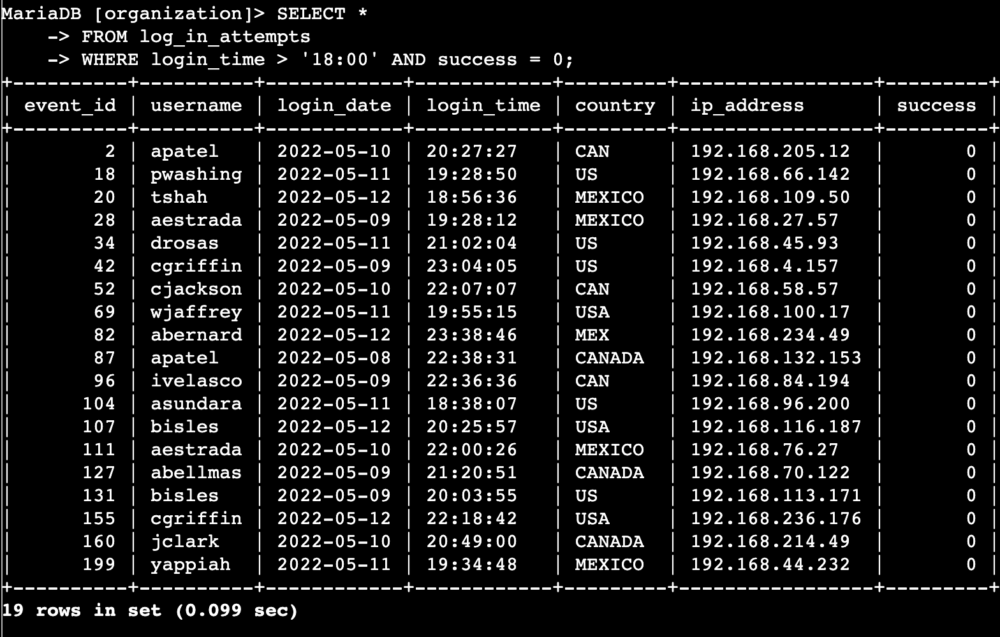 MariaDB [organization]> SELECT *
    -> FROM log_in_attempts
    -> WHERE login_time > '18:00' AND success = 0;
+----------+----------+------------+------------+---------+-----------------+---------+
| event_id | username | login_date | login_time | country | ip_address      | success |
+----------+----------+------------+------------+---------+-----------------+---------+
|        2 | apatel   | 2022-05-10 | 20:27:27   | CAN     | 192.168.205.12  |       0 |
|       18 | pwashing | 2022-05-11 | 19:28:50   | US      | 192.168.66.142  |       0 |
|       20 | tshah    | 2022-05-12 | 18:56:36   | MEXICO  | 192.168.109.50  |       0 |
|       28 | aestrada | 2022-05-09 | 19:28:12   | MEXICO  | 192.168.27.57   |       0 |
|       34 | drosas   | 2022-05-11 | 21:02:04   | US      | 192.168.45.93   |       0 |
|       42 | cgriffin | 2022-05-09 | 23:04:05   | US      | 192.168.4.157   |       0 |
|       52 | cjackson | 2022-05-10 | 22:07:07   | CAN     | 192.168.58.57   |       0 |
|       69 | wjaffrey | 2022-05-11 | 19:55:15   | USA     | 192.168.100.17  |       0 |
|       82 | abernard | 2022-05-12 | 23:38:46   | MEX     | 192.168.234.49  |       0 |
|       87 | apatel   | 2022-05-08 | 22:38:31   | CANADA  | 192.168.132.153 |       0 |
|       96 | ivelasco | 2022-05-09 | 22:36:36   | CAN     | 192.168.84.194  |       0 |
|      104 | asundara | 2022-05-11 | 18:38:07   | US      | 192.168.96.200  |       0 |
|      107 | bisles   | 2022-05-12 | 20:25:57   | USA     | 192.168.116.187 |       0 |
|      111 | aestrada | 2022-05-10 | 22:00:26   | MEXICO  | 192.168.76.27   |       0 |
|      127 | abellmas | 2022-05-09 | 21:20:51   | CANADA  | 192.168.70.122  |       0 |
|      131 | bisles   | 2022-05-09 | 20:03:55   | US      | 192.168.113.171 |       0 |
|      155 | cgriffin | 2022-05-12 | 22:18:42   | USA     | 192.168.236.176 |       0 |
|      160 | jclark   | 2022-05-10 | 20:49:00   | CANADA  | 192.168.214.49  |       0 |
|      199 | yappiah  | 2022-05-11 | 19:34:48   | MEXICO  | 192.168.44.232  |       0 |
+----------+----------+------------+------------+---------+-----------------+---------+
19 rows in set (0.099 sec)